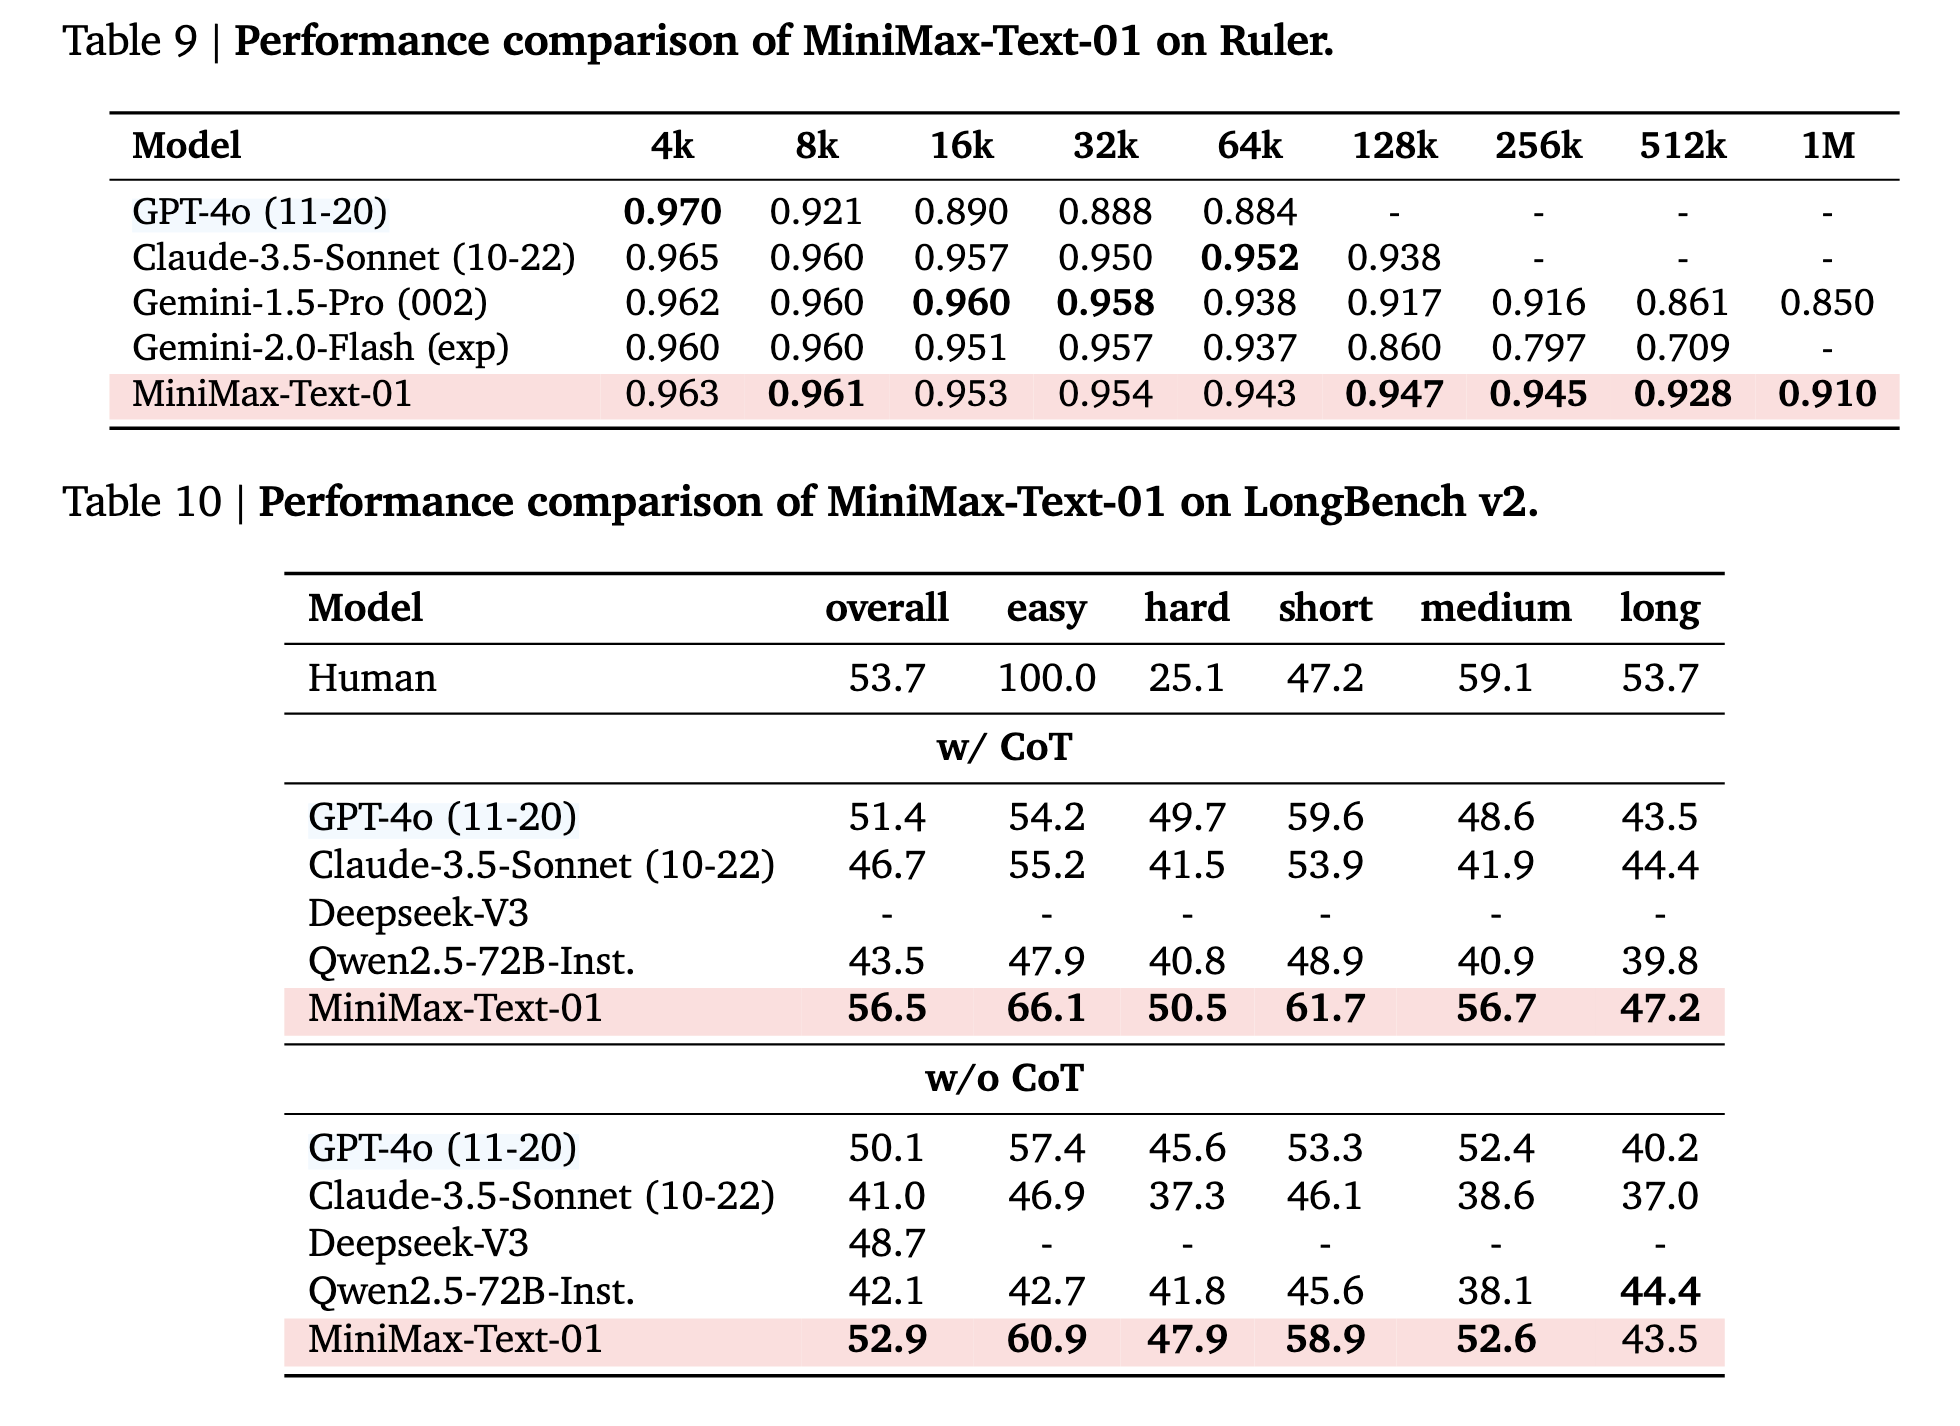 Table 9 | Performance comparison of MiniMax-Text-01 on Ruler.
Model 4k 8k 16k 32k 64k 128k 256k 512k 1M
GPT-4o (11-20) 0.970 0.921 0.890 0.888 0.884 - - - -
Claude-3.5-Sonnet (10-22) 0.965 0.960 0.957 0.950 0.952 0.938 - - -
Gemini-1.5-Pro (002) 0.962 0.960 0.960 0.958 0.938 0.917 0.916 0.861 0.850
Gemini-2.0-Flash (exp) 0.960 0.960 0.951 0.957 0.937 0.860 0.797 0.709 -
MiniMax-Text-01 0.963 0.961 0.953 0.954 0.943 0.947 0.945 0.928 0.910
Table 10 | Performance comparison of MiniMax-Text-01 on LongBench v2.
Model overall easy hard short medium long
Human 53.7 100.0 25.1 47.2 59.1 53.7
w/ CoT
GPT-4o (11-20) 51.4 54.2 49.7 59.6 48.6 43.5
Claude-3.5-Sonnet (10-22) 46.7 55.2 41.5 53.9 41.9 44.4
Deepseek-V3 - - - - - -
Qwen2.5-72B-Inst. 43.5 47.9 40.8 48.9 40.9 39.8
MiniMax-Text-01 56.5 66.1 50.5 61.7 56.7 47.2
w/o CoT
GPT-4o (11-20) 50.1 57.4 45.6 53.3 52.4 40.2
Claude-3.5-Sonnet (10-22) 41.0 46.9 37.3 46.1 38.6 37.0
Deepseek-V3 48.7 - - - - -
Qwen2.5-72B-Inst. 42.1 42.7 41.8 45.6 38.1 44.4
MiniMax-Text-01 52.9 60.9 47.9 58.9 52.6 43.5